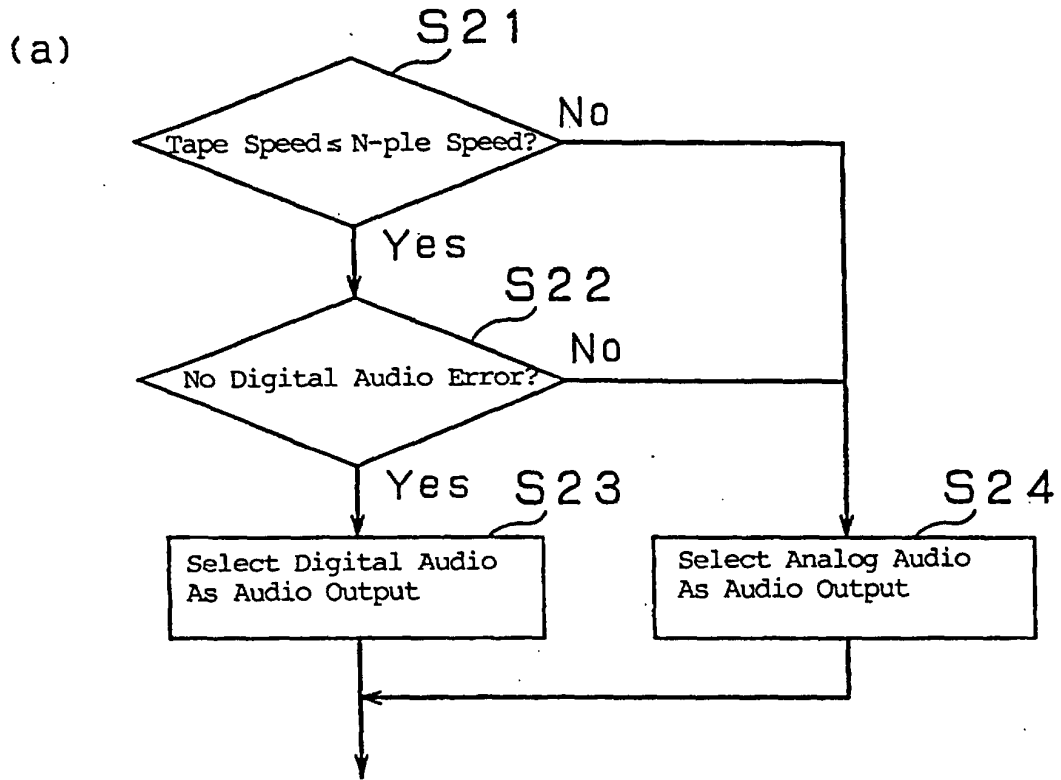 (a)
S21
Tape Speed ≤ N-ple Speed?
No
Yes
S22
No Digital Audio Error?
No
Yes
S23
S24
Select Digital Audio
As Audio Output
Select Analog Audio
As Audio Output